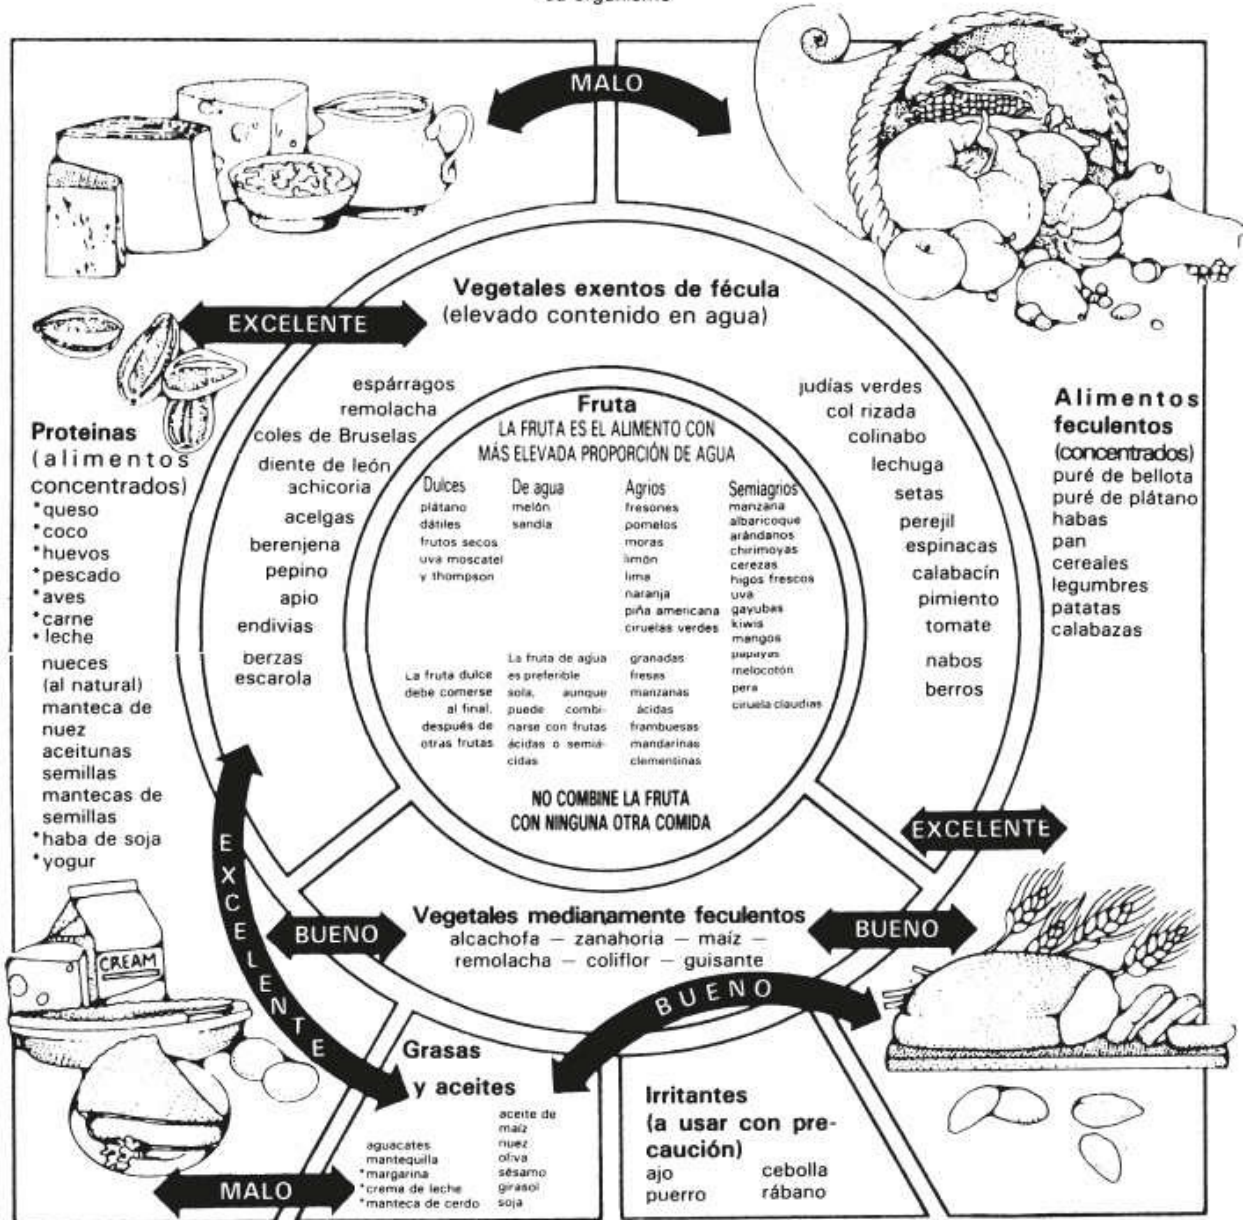 su organismo
MALO
EXCELENTE
Vegetales exentos de fécula
(elevado contenido en agua)
espárragos
remolacha
coles de Bruselas
diente de león
achicoria
acelgas
berenjena
pepino
apio
endivias
berzas
escarola
judías verdes
col rizada
colinabo
lechuga
setas
perejil
espinacas
calabacín
pimiento
tomate
nabos
berros
Proteinas
(alimentos
concentrados)
*queso
*coco
*huevos
*pescado
*aves
*carne
*leche
nueces
(al natural)
manteca de
nuez
aceitunas
semillas
mantecas de
semillas
*haba de soja
*yogur
Fruta
LA FRUTA ES EL ALIMENTO CON
MÁS ELEVADA PROPORCIÓN DE AGUA
Dulces
plátano
dátiles
frutos secos
uva moscatel
y thompson
La fruta dulce
debe comerse
al final,
después de
otras frutas
De agua
melón
sandía
La fruta de agua
es preferible
sola, aunque
puede combi-
narse con frutas
ácidas o semiá-
cidas
Agrios
fresones
pomelos
moras
limón
lima
naranja
piña americana
ciruelas verdes
granadas
fresas
manzanas
ácidas
frambuesas
mandarinas
clementinas
Semiagrios
manzana
albaricoque
arándanos
chirimoyas
cerezas
higos frescos
uva
gayubas
kiwis
mangos
papayas
melocotón
pera
ciruela claudias
NO COMBINE LA FRUTA
CON NINGUNA OTRA COMIDA
Alimentos
feculentos
(concentrados)
puré de bellota
puré de plátano
habas
pan
cereales
legumbres
patatas
calabazas
EXCELENTE
EXCELENTE
BUENO
Vegetales medianamente feculentos
alcachofa — zanahoria — maíz —
remolacha — coliflor — guisante
BUENO
BUENO
CREAM
Grasas
y aceites
aguacates
mantequilla
*margarina
*crema de leche
*manteca de cerdo
aceite de
maíz
nuez
oliva
sésamo
girasol
soja
MALO
Irritantes
(a usar con pre-
caución)
ajo
puerro
cebolla
rábano